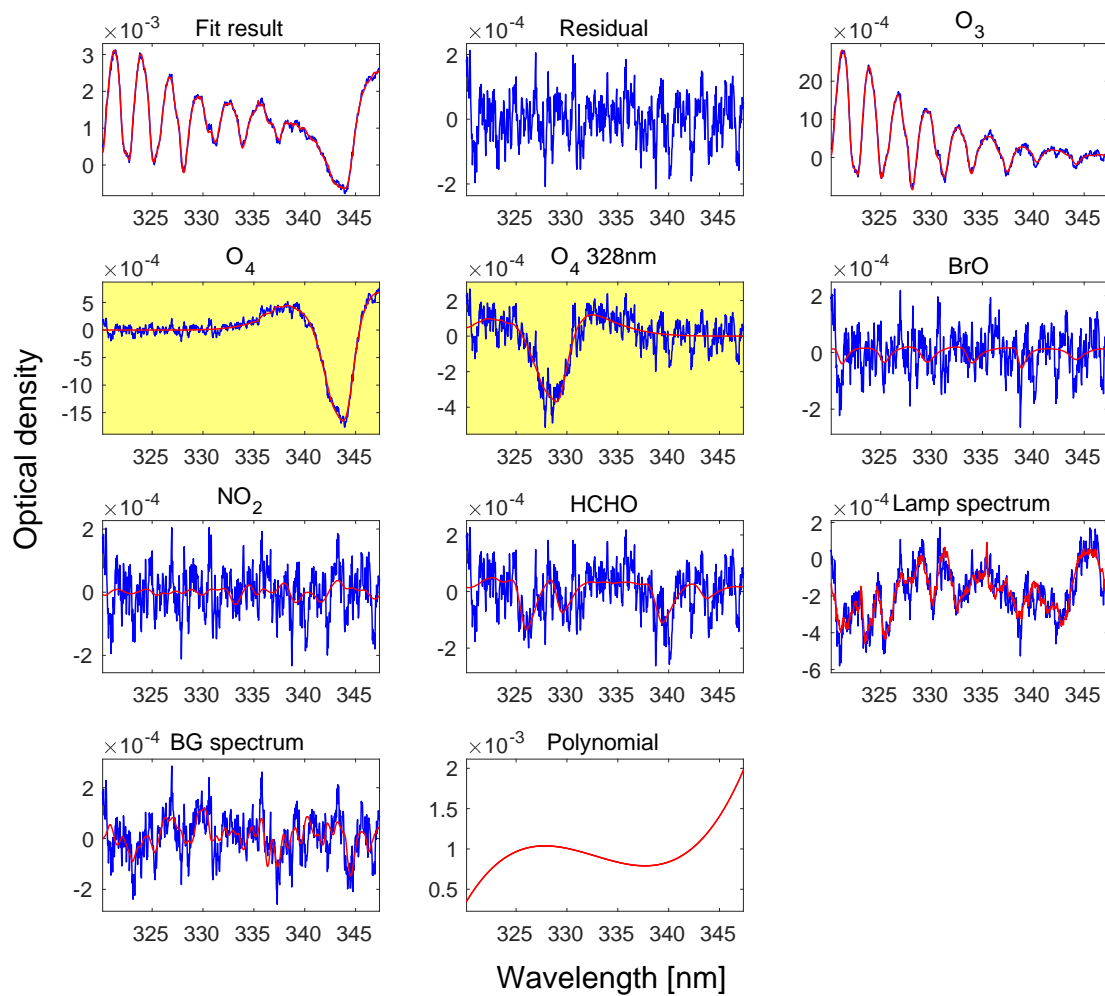 ×10⁻³ Fit result
3
2
1
0
325 330 335 340 345
×10⁻⁴ Residual
2
0
-2
325 330 335 340 345
×10⁻⁴ O₃
20
10
0
325 330 335 340 345
×10⁻⁴ O₄
5
0
-5
-10
-15
325 330 335 340 345
×10⁻⁴ O₄ 328nm
2
0
-2
-4
325 330 335 340 345
×10⁻⁴ BrO
2
0
-2
325 330 335 340 345
×10⁻⁴ NO₂
2
0
-2
325 330 335 340 345
×10⁻⁴ HCHO
2
0
-2
325 330 335 340 345
×10⁻⁴ Lamp spectrum
2
0
-2
-4
-6
325 330 335 340 345
×10⁻⁴ BG spectrum
2
0
-2
325 330 335 340 345
×10⁻³ Polynomial
2
1.5
1
0.5
325 330 335 340 345
Optical density
Wavelength [nm]